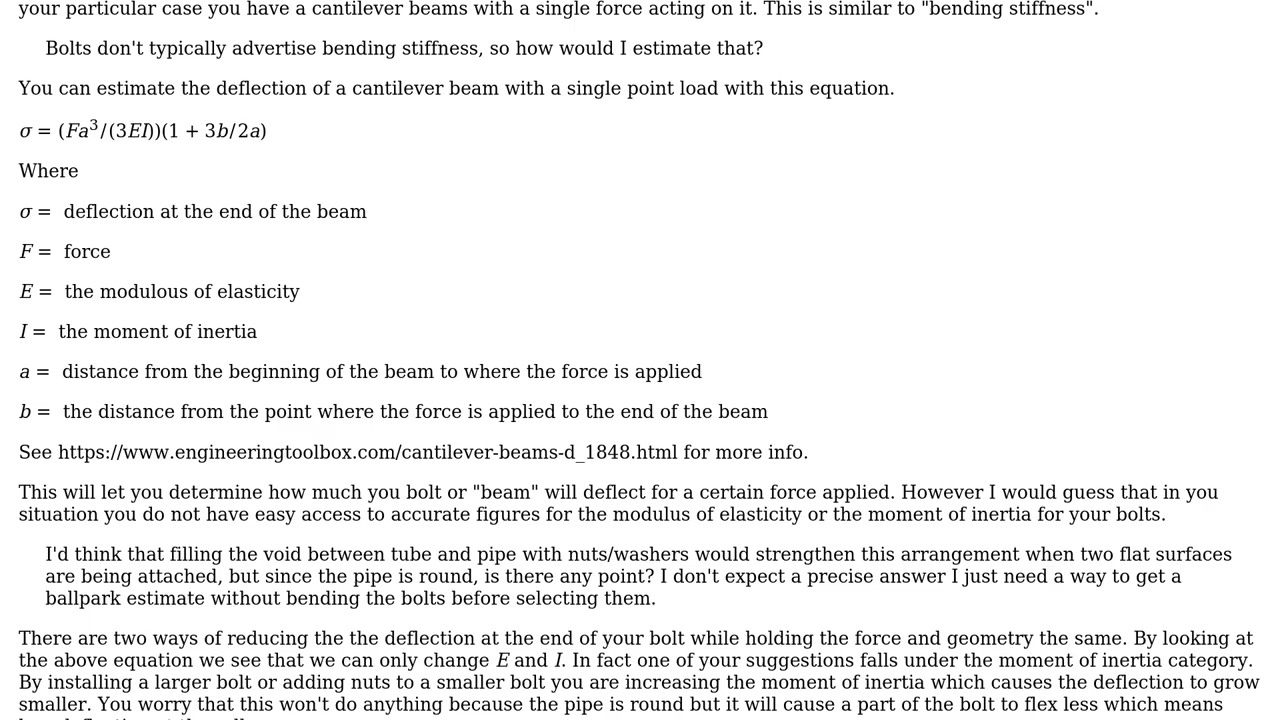 your particular case you have a cantilever beams with a single force acting on it. This is similar to "bending stiffness".
Bolts don't typically advertise bending stiffness, so how would I estimate that?
You can estimate the deflection of a cantilever beam with a single point load with this equation.
σ = (Fa³/(3EI))(1 + 3b/2a)
Where
σ = deflection at the end of the beam
F = force
E = the modulous of elasticity
I = the moment of inertia
a = distance from the beginning of the beam to where the force is applied
b = the distance from the point where the force is applied to the end of the beam
See https://www.engineeringtoolbox.com/cantilever-beams-d_1848.html for more info.
This will let you determine how much you bolt or "beam" will deflect for a certain force applied. However I would guess that in you
situation you do not have easy access to accurate figures for the modulus of elasticity or the moment of inertia for your bolts.
I'd think that filling the void between tube and pipe with nuts/washers would strengthen this arrangement when two flat surfaces
are being attached, but since the pipe is round, is there any point? I don't expect a precise answer I just need a way to get a
ballpark estimate without bending the bolts before selecting them.
There are two ways of reducing the the deflection at the end of your bolt while holding the force and geometry the same. By looking at
the above equation we see that we can only change E and I. In fact one of your suggestions falls under the moment of inertia category.
By installing a larger bolt or adding nuts to a smaller bolt you are increasing the moment of inertia which causes the deflection to grow
smaller. You worry that this won't do anything because the pipe is round but it will cause a part of the bolt to flex less which means